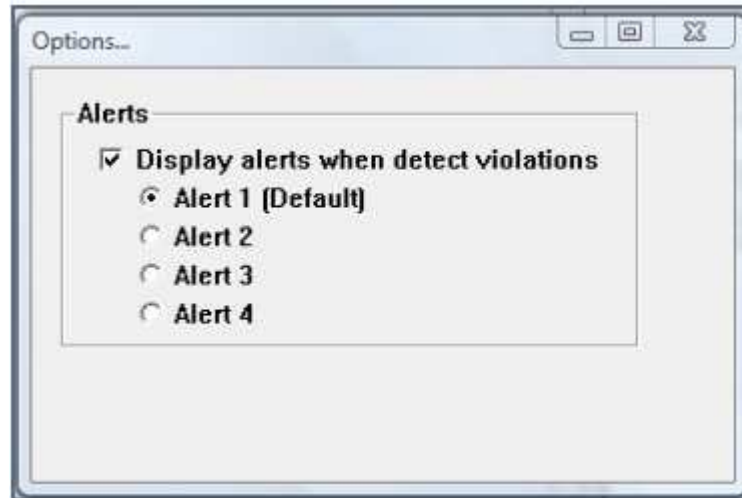 Options...
Alerts
Display alerts when detect violations
Alert 1 (Default)
Alert 2
Alert 3
Alert 4